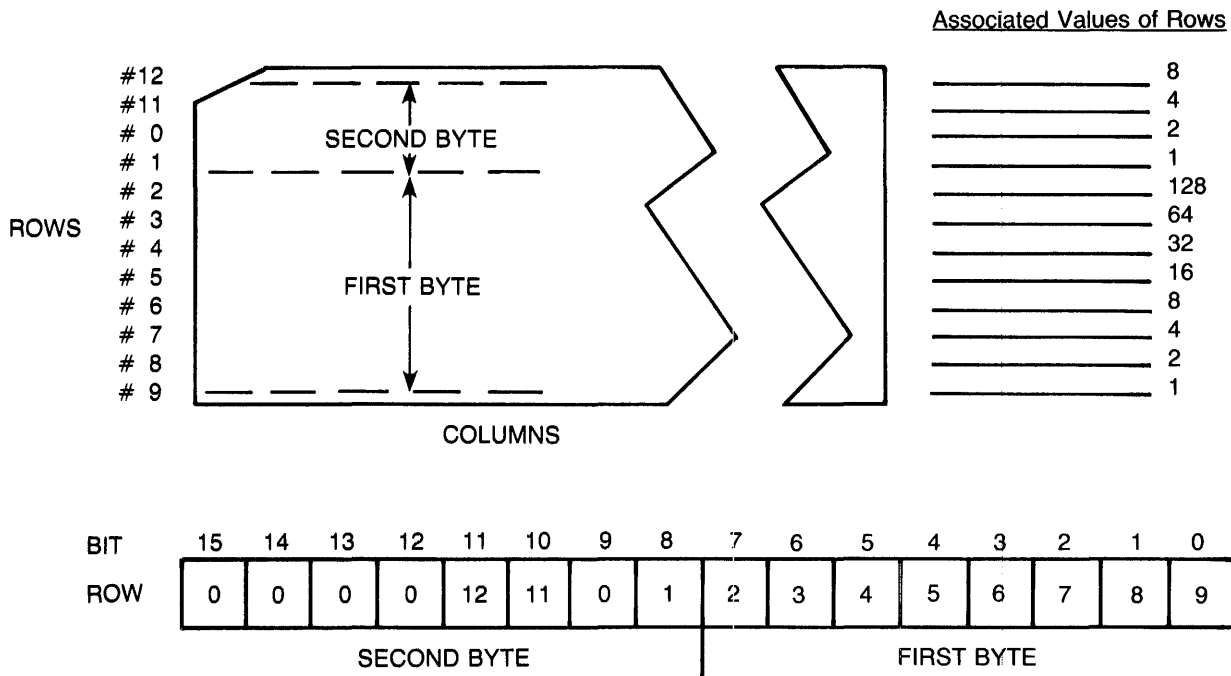 Associated Values of Rows
#12 8
#11 4
# 0 2
SECOND BYTE
# 1 1
# 2 128
ROWS # 3 64
# 4 32
# 5 16
FIRST BYTE
# 6 8
# 7 4
# 8 2
# 9 1
COLUMNS
BIT 15 14 13 12 11 10 9 8 7 6 5 4 3 2 1 0
ROW 0 0 0 0 12 11 0 1 2 3 4 5 6 7 8 9
SECOND BYTE FIRST BYTE